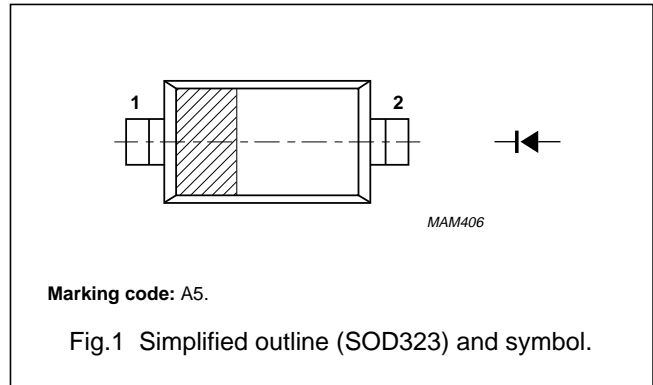 1
2
MAM406
Marking code: A5.
Fig.1 Simplified outline (SOD323) and symbol.